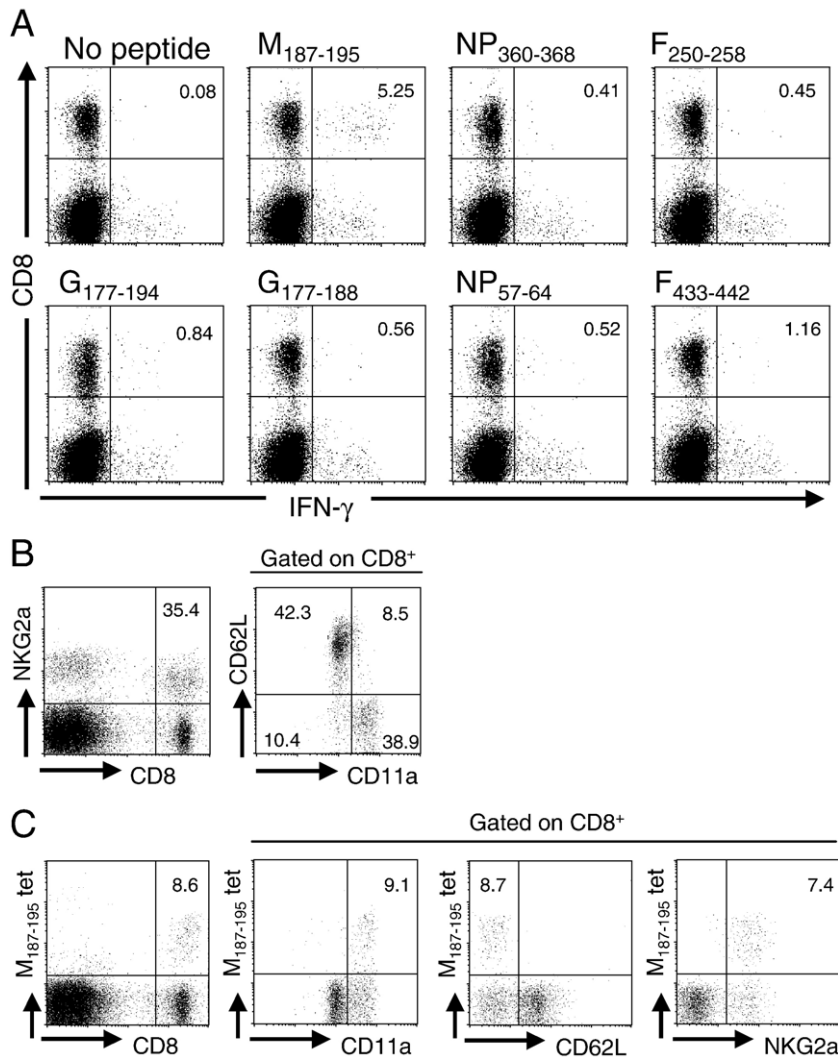 A
No peptide
M187-195
NP360-368
F250-258
0.08
5.25
0.41
0.45
G177-194
G177-188
NP57-64
F433-442
0.84
0.56
0.52
1.16
CD8
IFN-γ
B
Gated on CD8+
NKG2a
35.4
CD8
CD62L
42.3
8.5
10.4
38.9
CD11a
C
Gated on CD8+
M187-195 tet
8.6
CD8
M187-195 tet
9.1
CD11a
M187-195 tet
8.7
CD62L
M187-195 tet
7.4
NKG2a